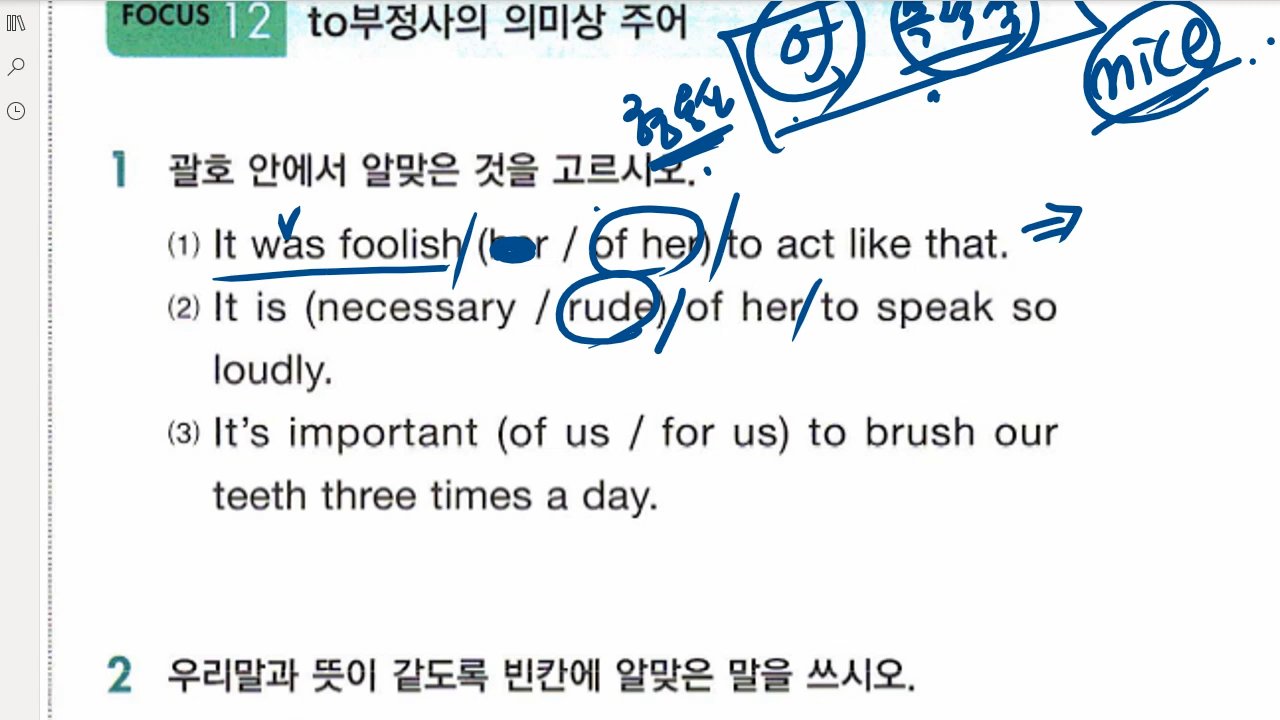 FOCUS 12 to부정사의 의미상 주어
nice
1 괄호 안에서 알맞은 것을 고르시오.
(1) It was foolish / ( r / of her) / to act like that. ⇒
(2) It is (necessary / rude) / of her / to speak so
loudly.
(3) It's important (of us / for us) to brush our
teeth three times a day.
2 우리말과 뜻이 같도록 빈칸에 알맞은 말을 쓰시오.